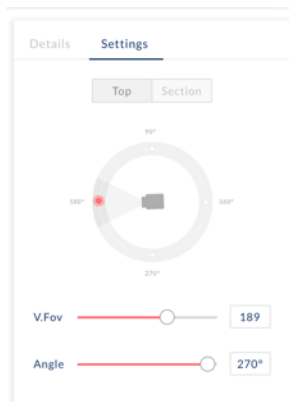 Details Settings
Top Section
90°
180° 360°
270°
V.Fov 189
Angle 270°